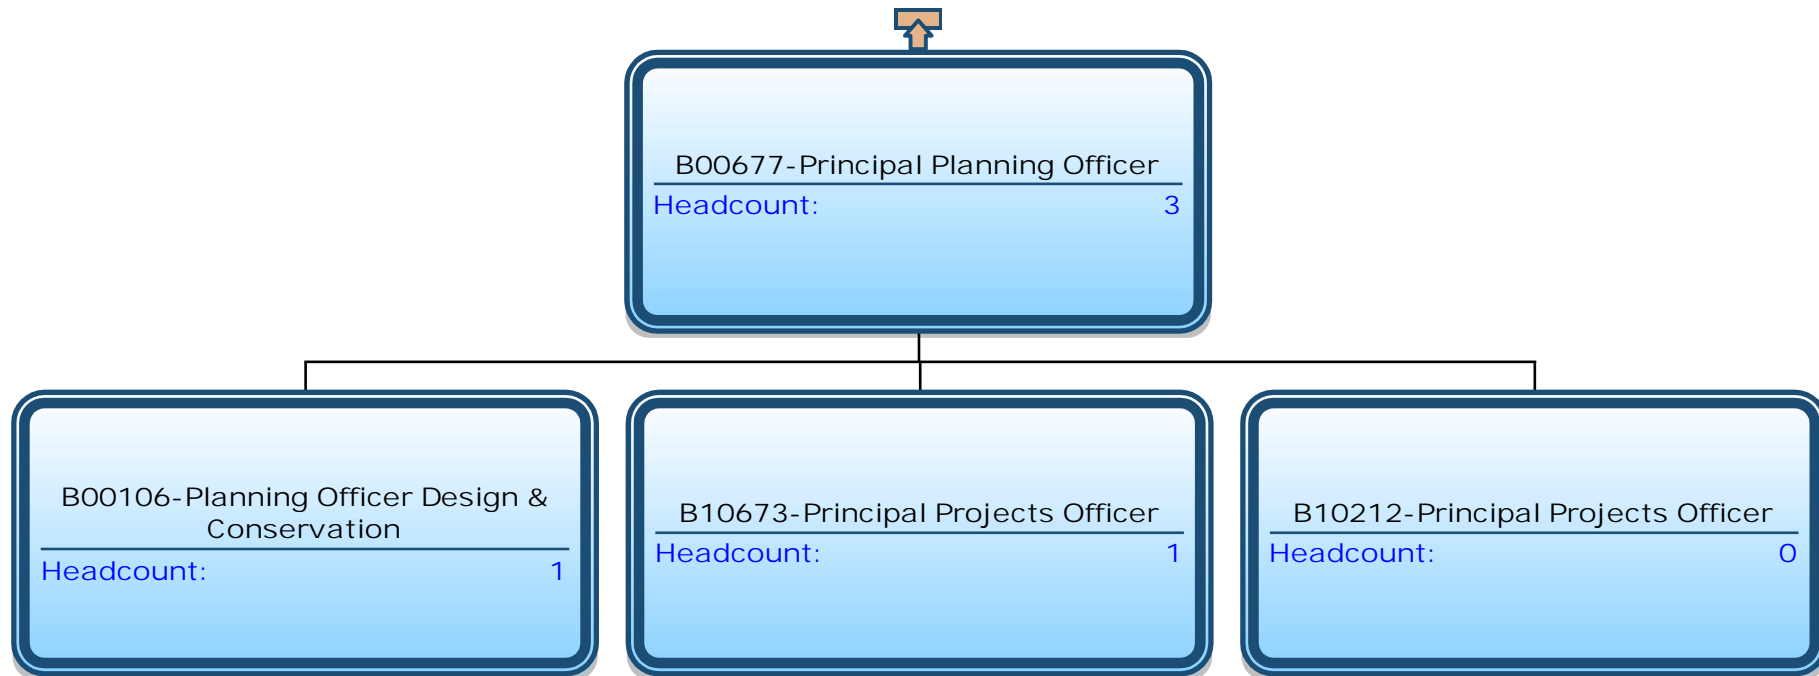 B00677-Principal Planning Officer
Headcount: 3
B00106-Planning Officer Design &
Conservation
Headcount: 1
B10673-Principal Projects Officer
Headcount: 1
B10212-Principal Projects Officer
Headcount: 0